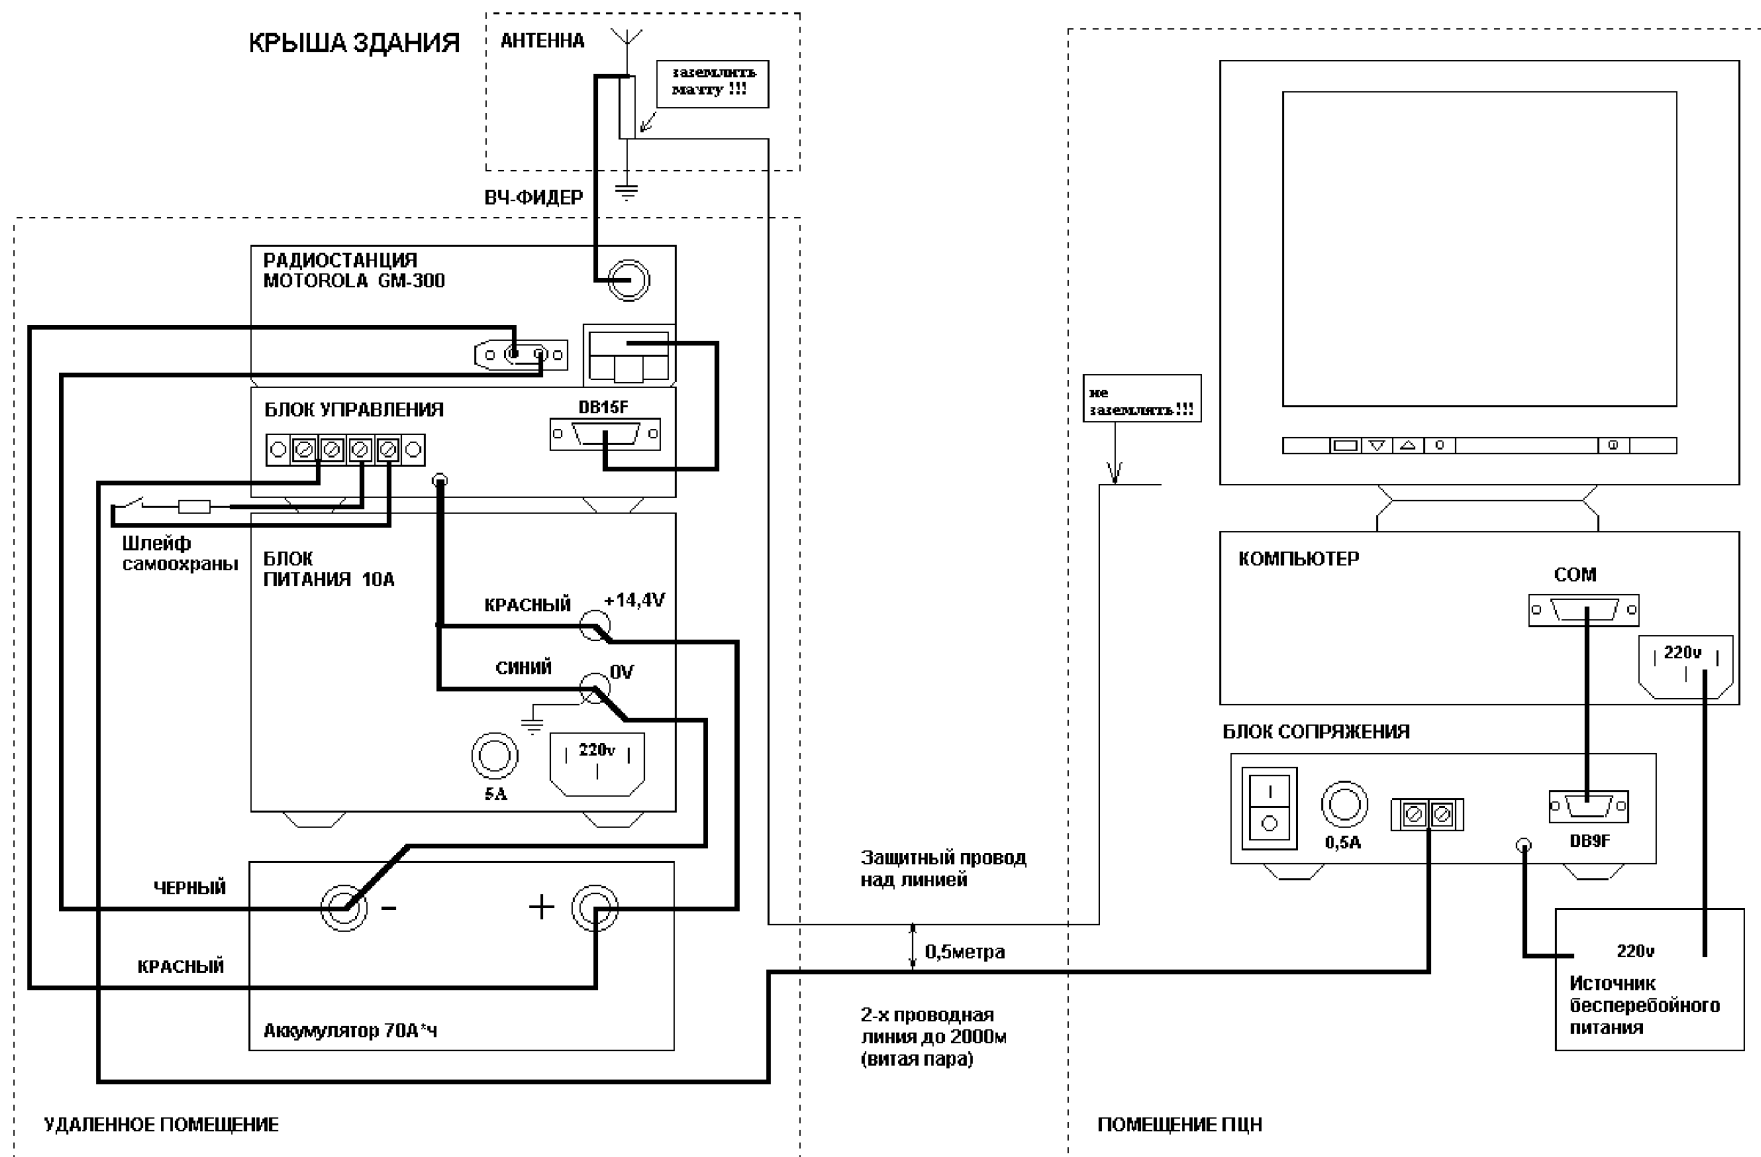 КРЫША ЗДАНИЯ
АНТЕННА
заземлить
мачту !!!
ВЧ-ФИДЕР
РАДИОСТАНЦИЯ
MOTOROLA GM-300
БЛОК УПРАВЛЕНИЯ
DB15F
Шлейф
самоохраны
БЛОК
ПИТАНИЯ 10А
КРАСНЫЙ
+14,4V
СИНИЙ
0V
220v
5А
ЧЕРНЫЙ
-
+
КРАСНЫЙ
Аккумулятор 70А*ч
УДАЛЕННОЕ ПОМЕЩЕНИЕ
Защитный провод
над линией
0,5метра
2-х проводная
линия до 2000м
(витая пара)
не
заземлять!!!
КОМПЬЮТЕР
COM
220v
БЛОК СОПРЯЖЕНИЯ
0,5А
DB9F
220v
Источник
бесперебойного
питания
ПОМЕЩЕНИЕ ПЦН